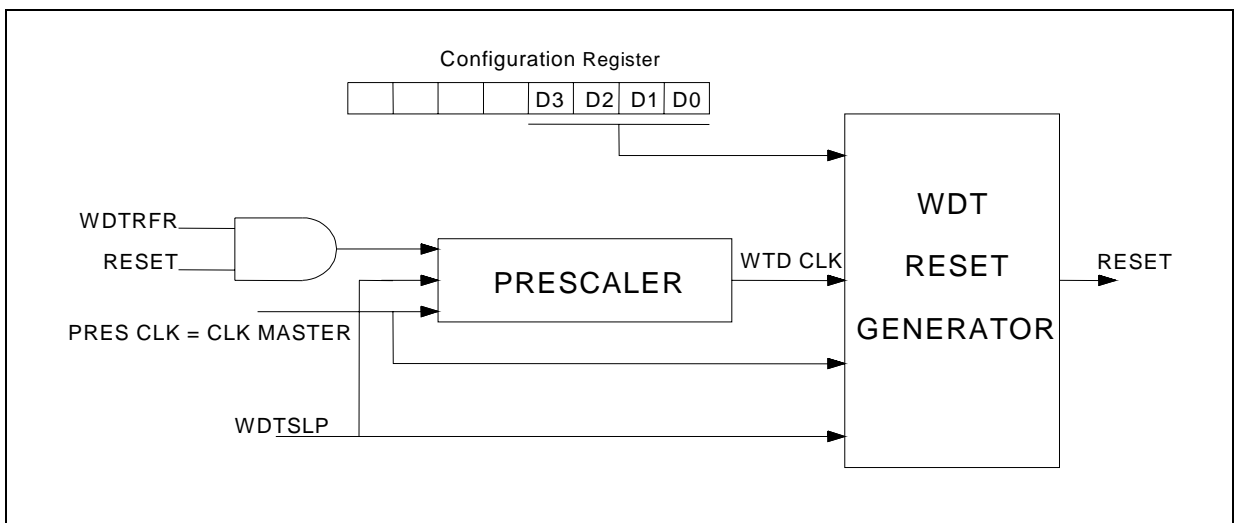 Configuration Register
D3 D2 D1 D0
WDTRFR
RESET
PRESCALER
WTD CLK
PRES CLK = CLK MASTER
WDTSLP
WDT
RESET
GENERATOR
RESET